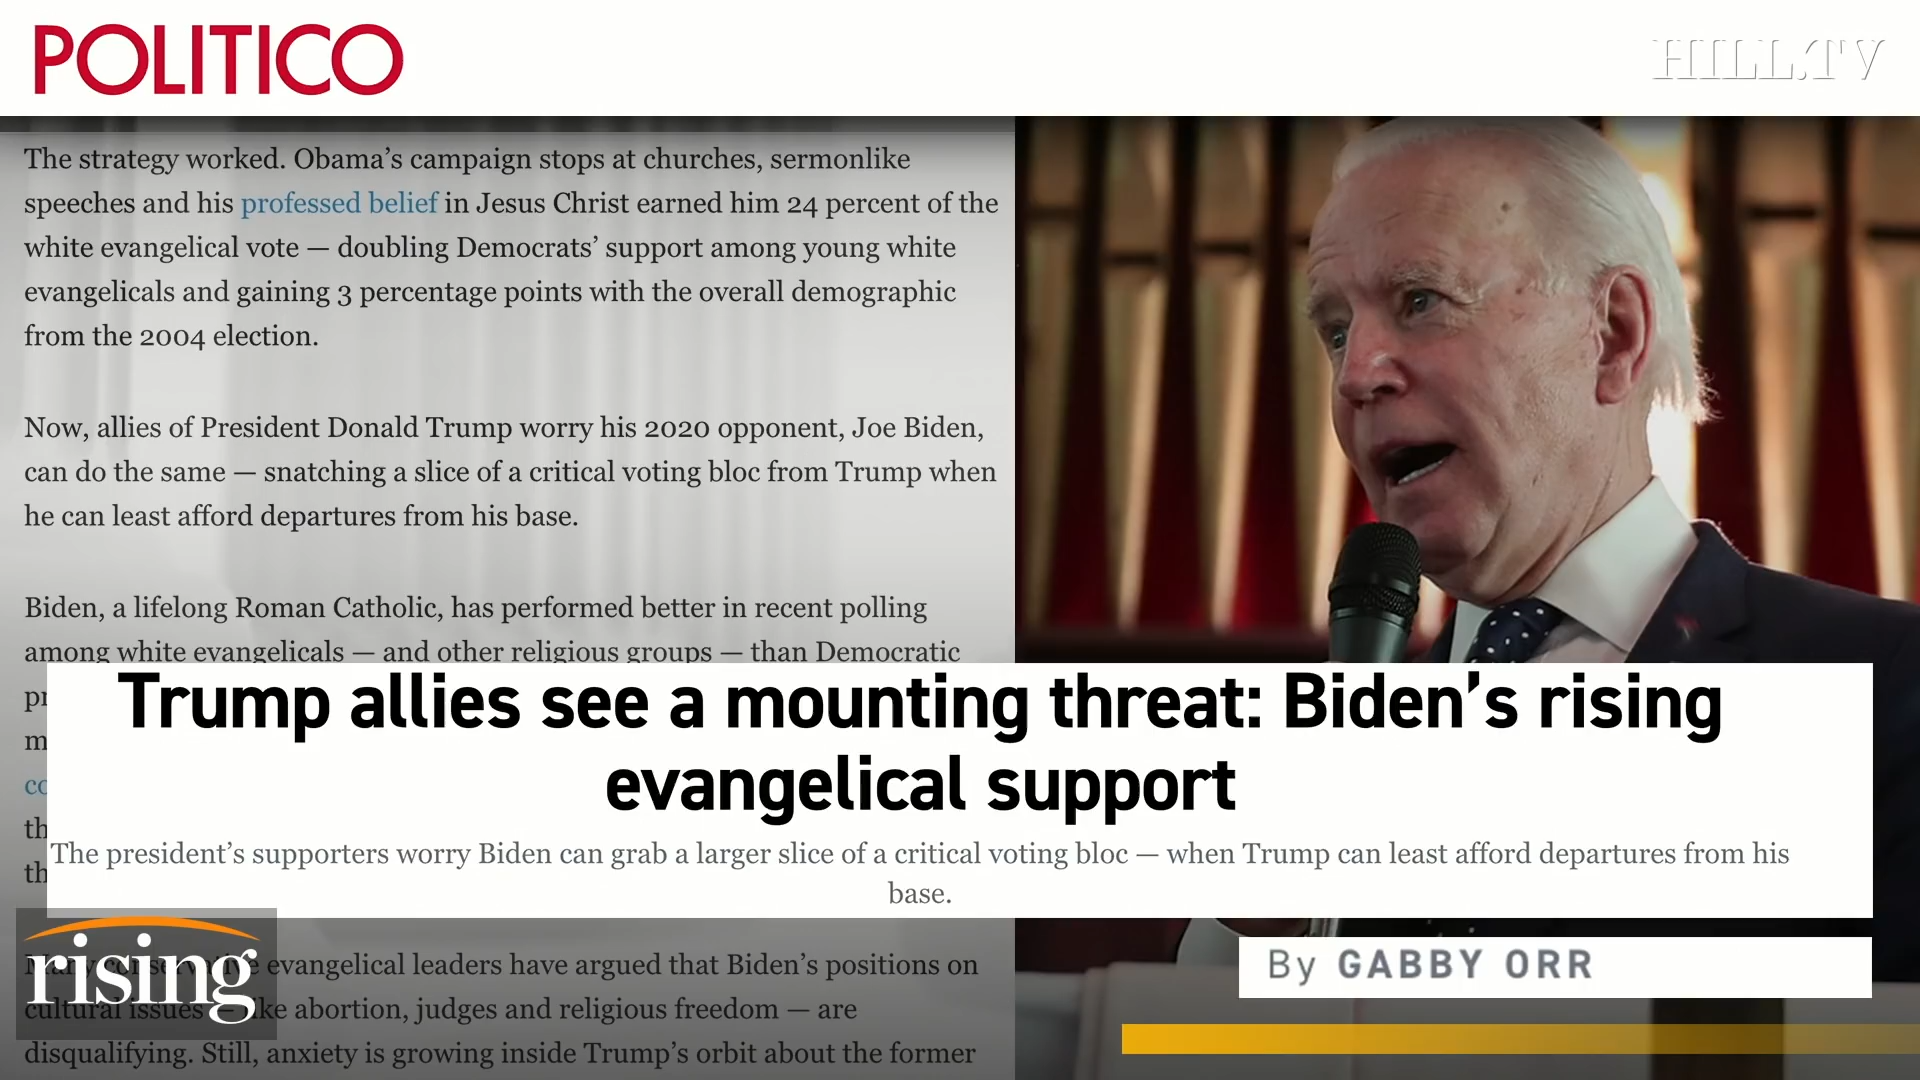 POLITICO
HILL.TV
The strategy worked. Obama's campaign stops at churches, sermonlike
speeches and his professed belief in Jesus Christ earned him 24 percent of the
white evangelical vote — doubling Democrats' support among young white
evangelicals and gaining 3 percentage points with the overall demographic
from the 2004 election.
Now, allies of President Donald Trump worry his 2020 opponent, Joe Biden,
can do the same — snatching a slice of a critical voting bloc from Trump when
he can least afford departures from his base.
Biden, a lifelong Roman Catholic, has performed better in recent polling
among white evangelicals — and other religious groups — than Democratic
Trump allies see a mounting threat: Biden's rising
evangelical support
The president's supporters worry Biden can grab a larger slice of a critical voting bloc — when Trump can least afford departures from his
base.
By GABBY ORR
rising
Many conservative evangelical leaders have argued that Biden's positions on
cultural issues — like abortion, judges and religious freedom — are
disqualifying. Still, anxiety is growing inside Trump's orbit about the former